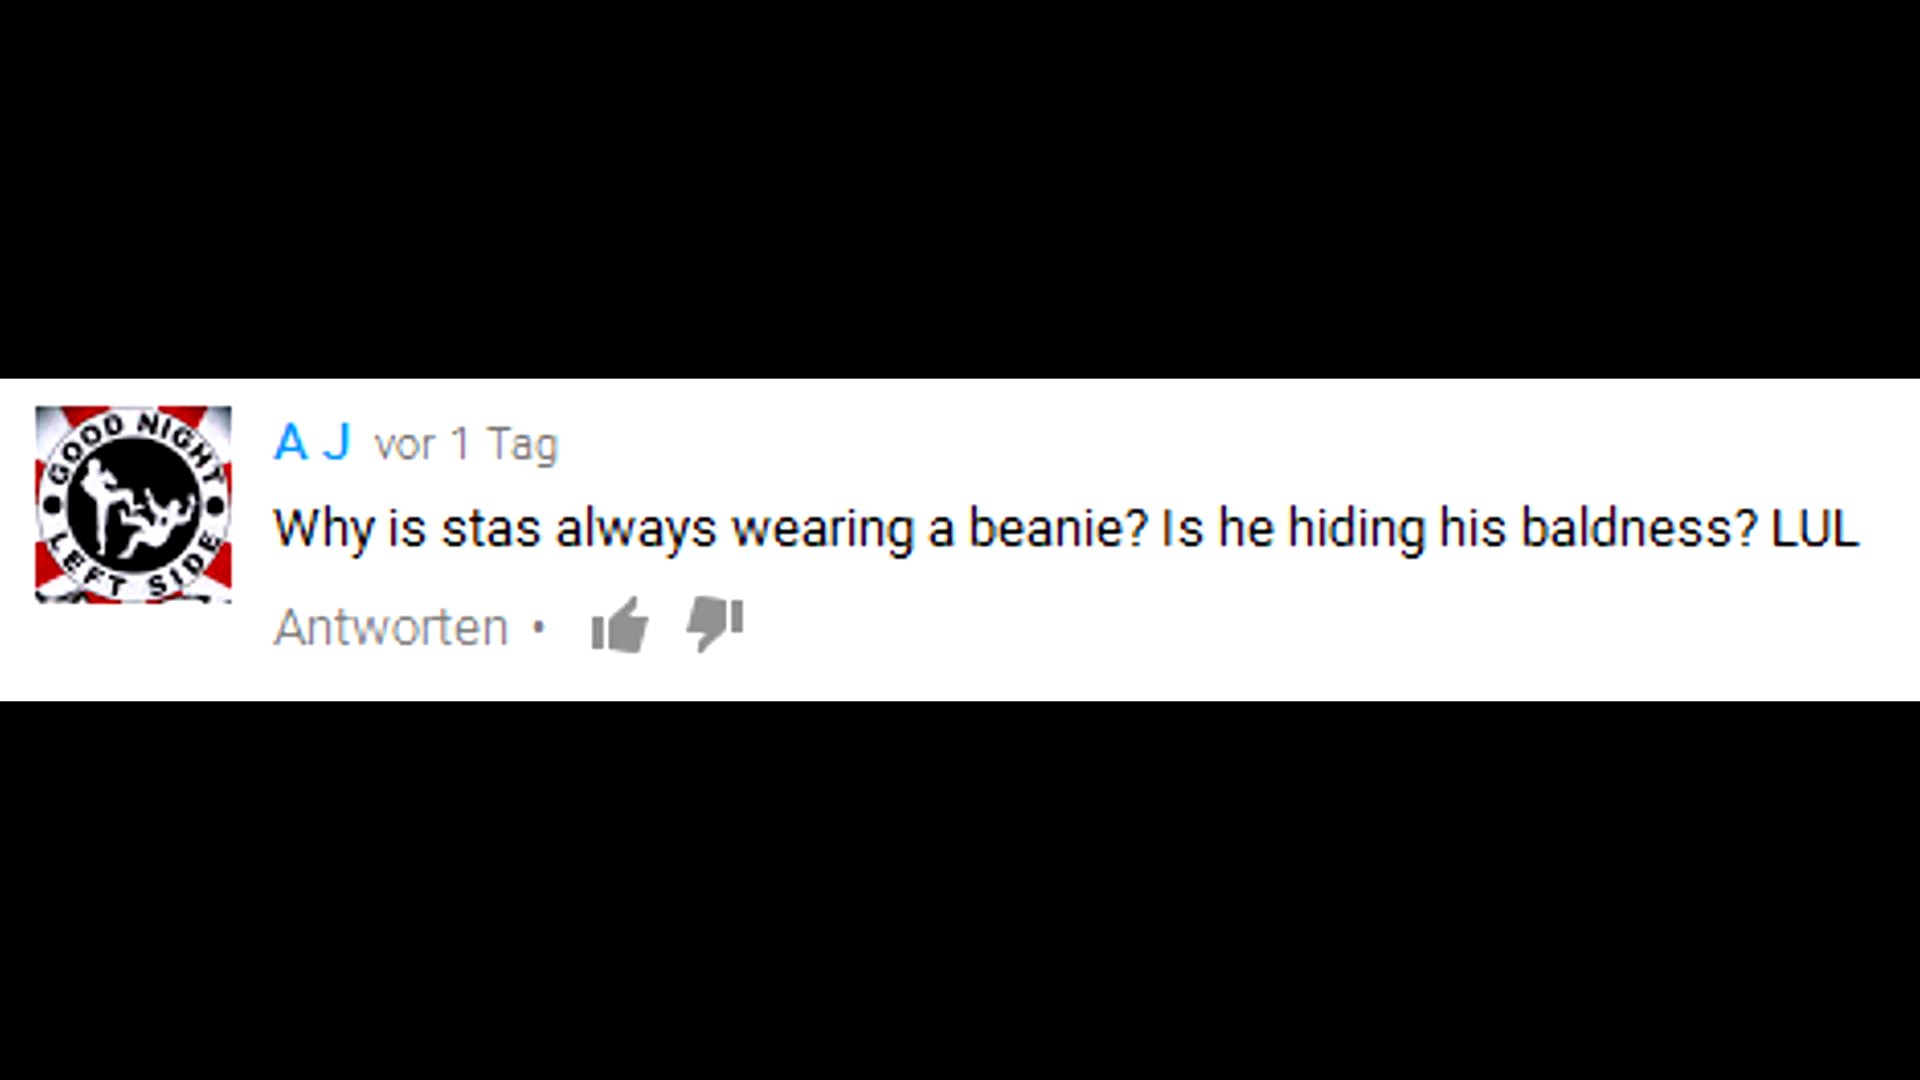 GOOD NIGHT
LEFT SIDE
A J vor 1 Tag
Why is stas always wearing a beanie? Is he hiding his baldness? LUL
Antworten •